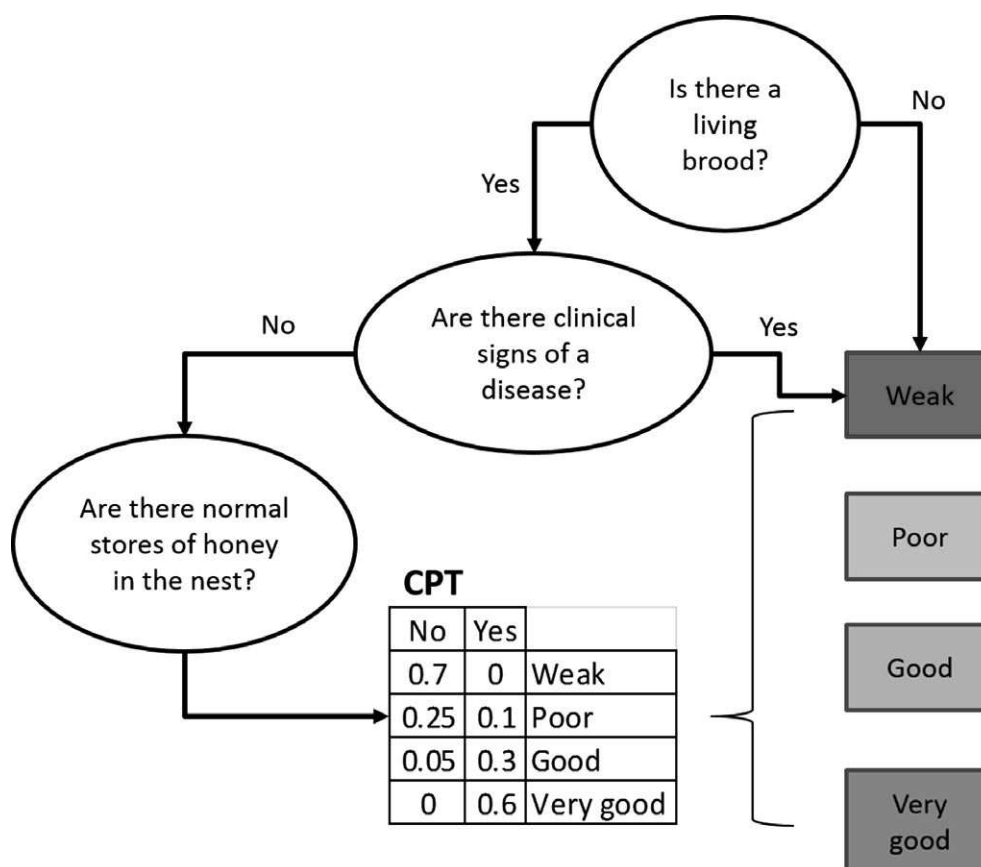 Is there a
living
brood?
No
Yes
Are there clinical
signs of a
disease?
No
Yes
Weak
Are there normal
stores of honey
in the nest?
Poor
CPT
No Yes
0.7 0 Weak
0.25 0.1 Poor
0.05 0.3 Good
0 0.6 Very good
Good
Very
good